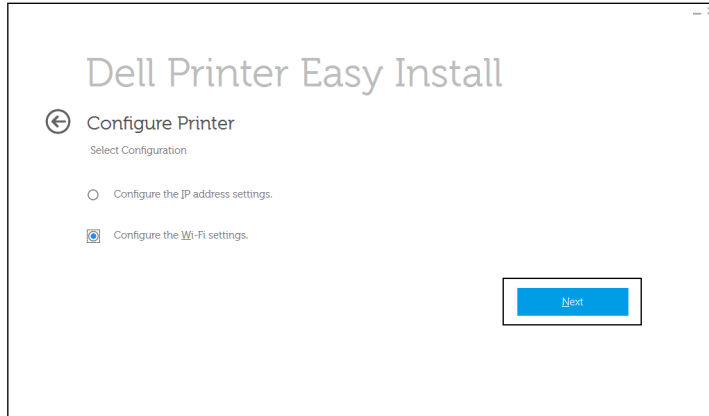 Dell Printer Easy Install
Configure Printer
Select Configuration
Configure the IP address settings.
Configure the Wi-Fi settings.
Next